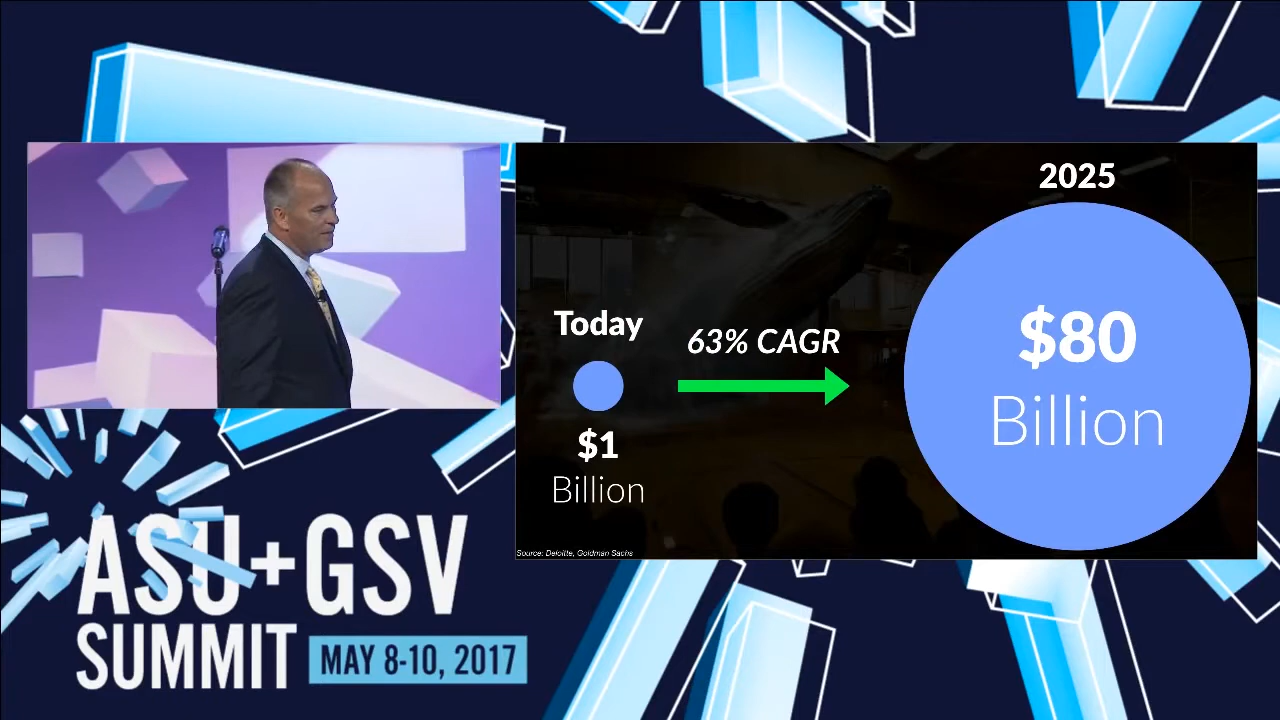 2025
$80
Billion
Today
63% CAGR
$1
Billion
Source: Deloitte, Goldman Sachs
ASU+GSV
SUMMIT
MAY 8-10, 2017